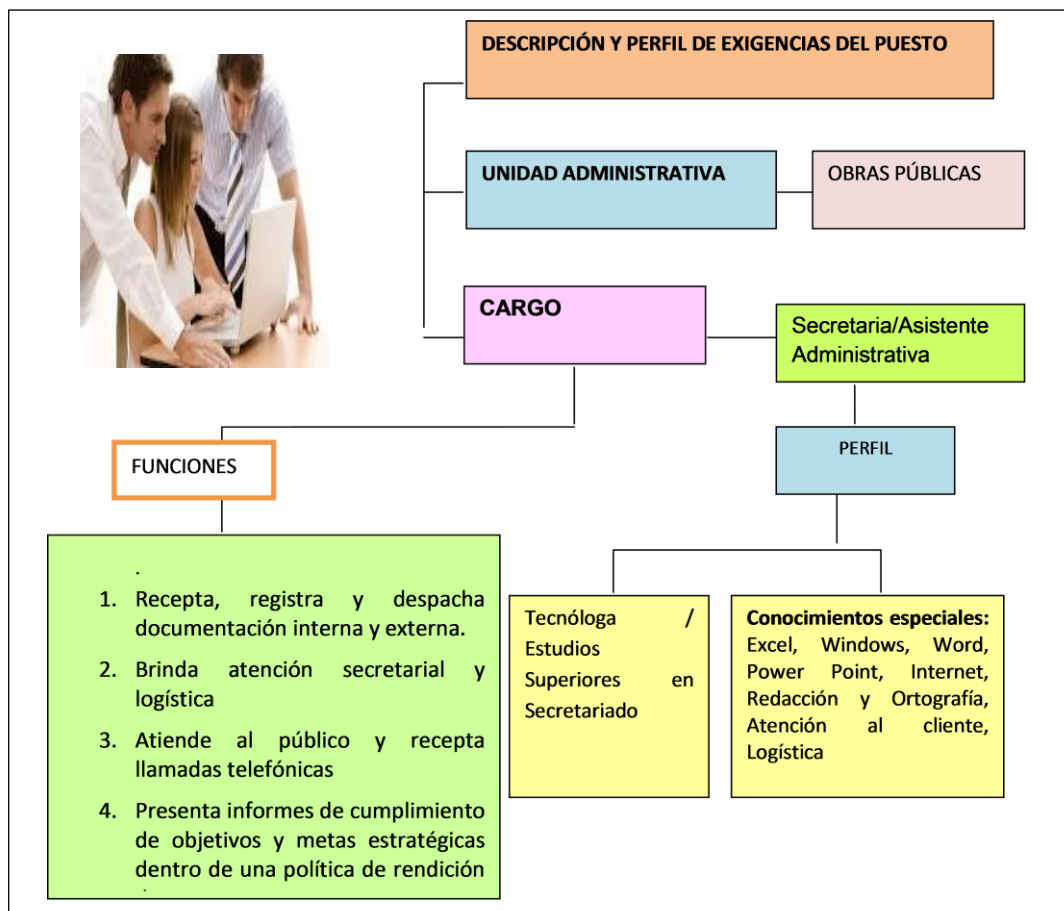 DESCRIPCIÓN Y PERFIL DE EXIGENCIAS DEL PUESTO
UNIDAD ADMINISTRATIVA
OBRAS PÚBLICAS
CARGO
Secretaria/Asistente
Administrativa
FUNCIONES
PERFIL
.
1. Recepta, registra y despacha
documentación interna y externa.
2. Brinda atención secretarial y
logística
3. Atiende al público y recepta
llamadas telefónicas
4. Presenta informes de cumplimiento
de objetivos y metas estratégicas
dentro de una política de rendición
Tecnóloga /
Estudios
Superiores en
Secretariado
Conocimientos especiales:
Excel, Windows, Word,
Power Point, Internet,
Redacción y Ortografía,
Atención al cliente,
Logística